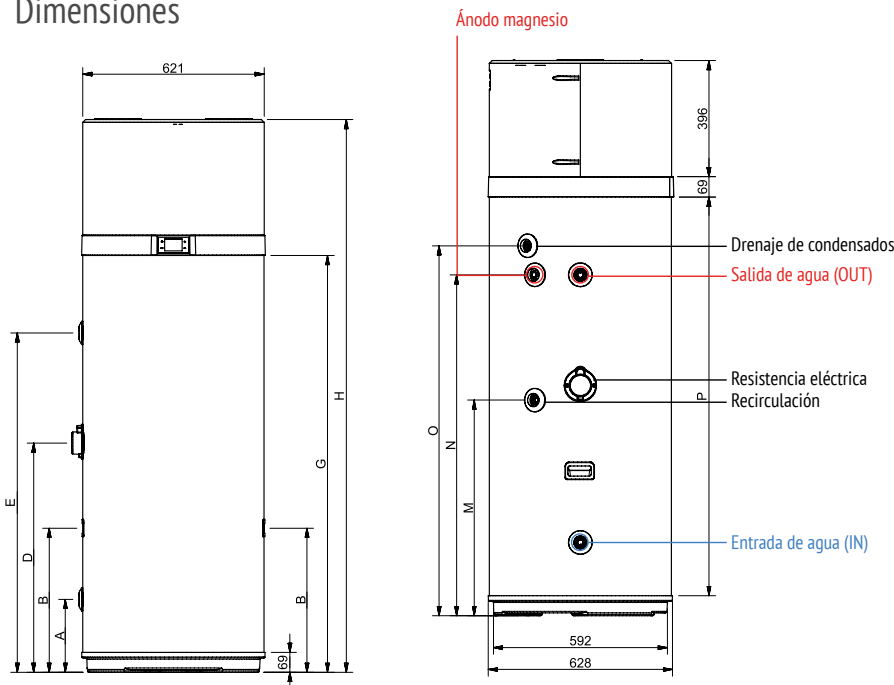 Dimensiones
Ánodo magnesio
621
396
69
Drenaje de condensados
Salida de agua (OUT)
Resistencia eléctrica
Recirculación
Entrada de agua (IN)
E
D
B
A
B
G
H
69
O
N
M
P
592
628